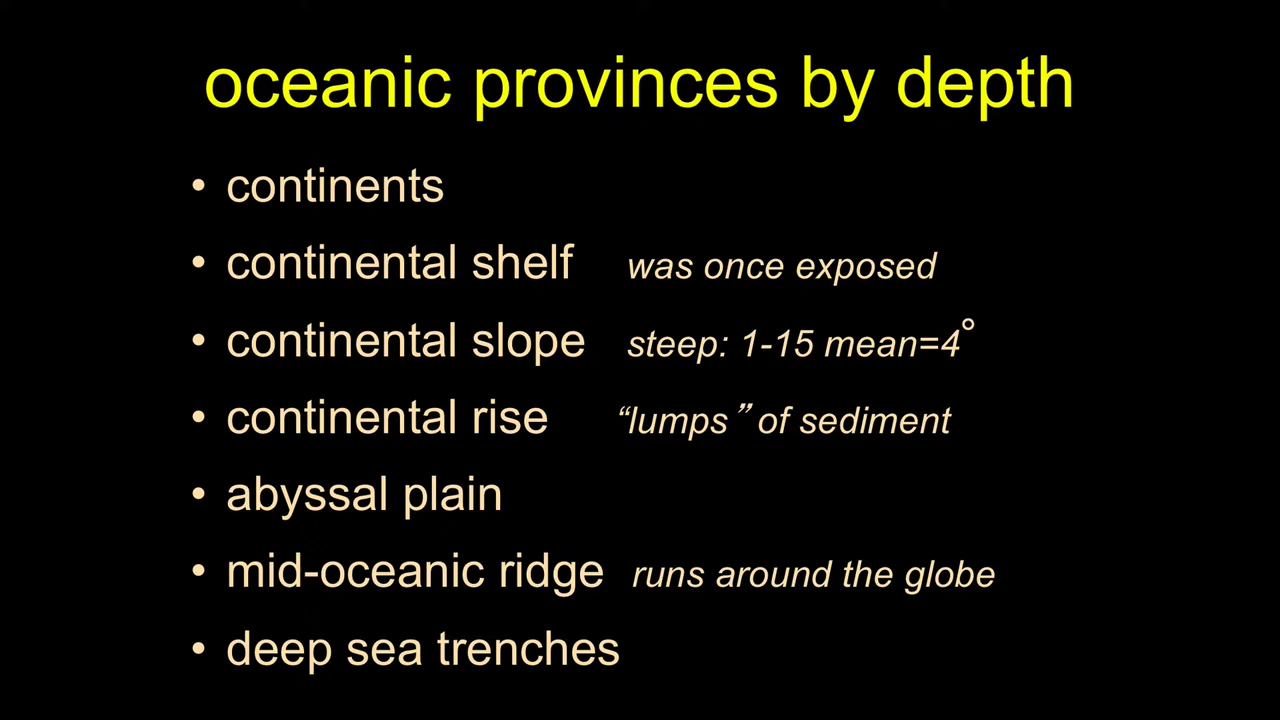 oceanic provinces by depth
• continents
• continental shelf was once exposed
• continental slope steep: 1-15 mean=4°
• continental rise “lumps” of sediment
• abyssal plain
• mid-oceanic ridge runs around the globe
• deep sea trenches